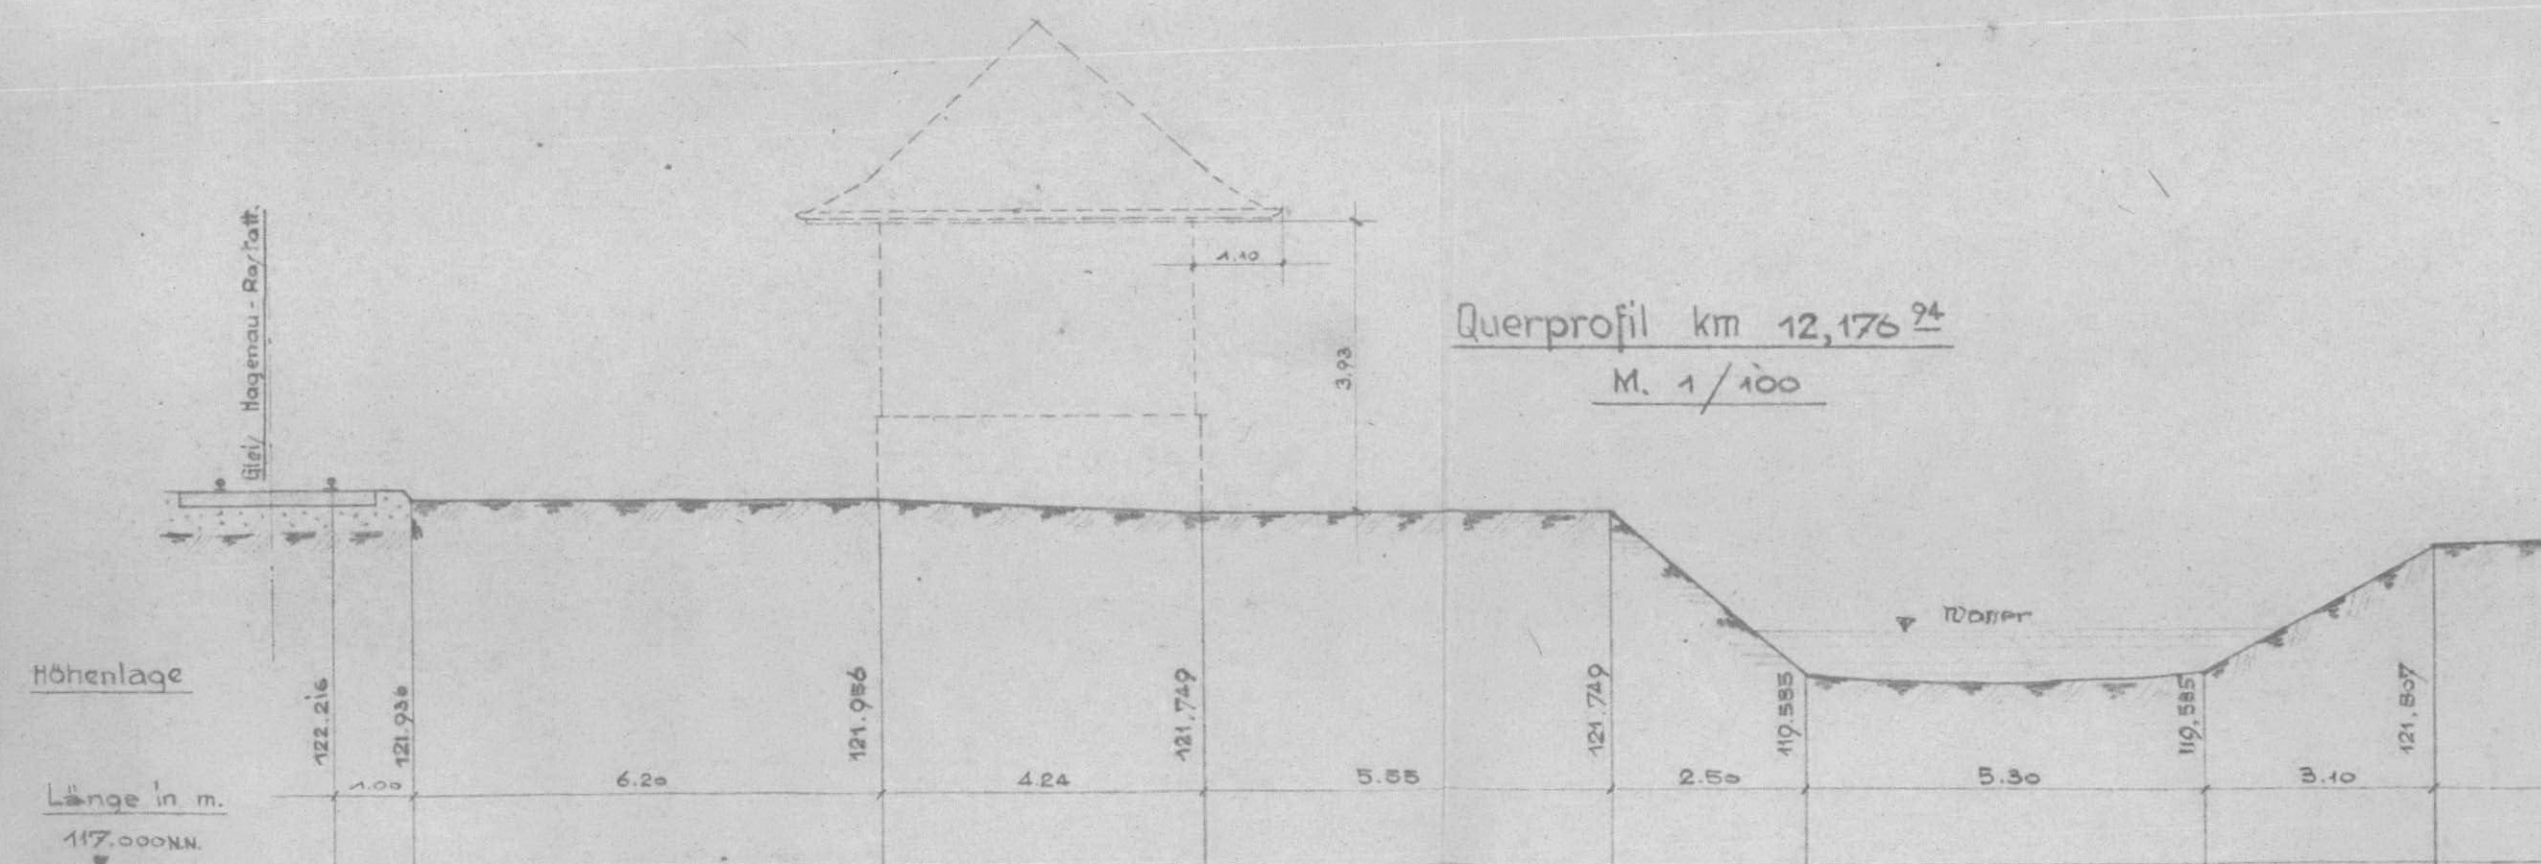 Gleis Hagenau - Rastatt.
1.10
3.93
Querprofil km 12,176 94
M. 1/100
Wasser
Höhenlage
122.216
121.936
121.956
121.749
121.749
119.585
119,585
121,807
Länge in m.
1.00
6.20
4.24
5.55
2.50
5.30
3.10
117.000 N.N.